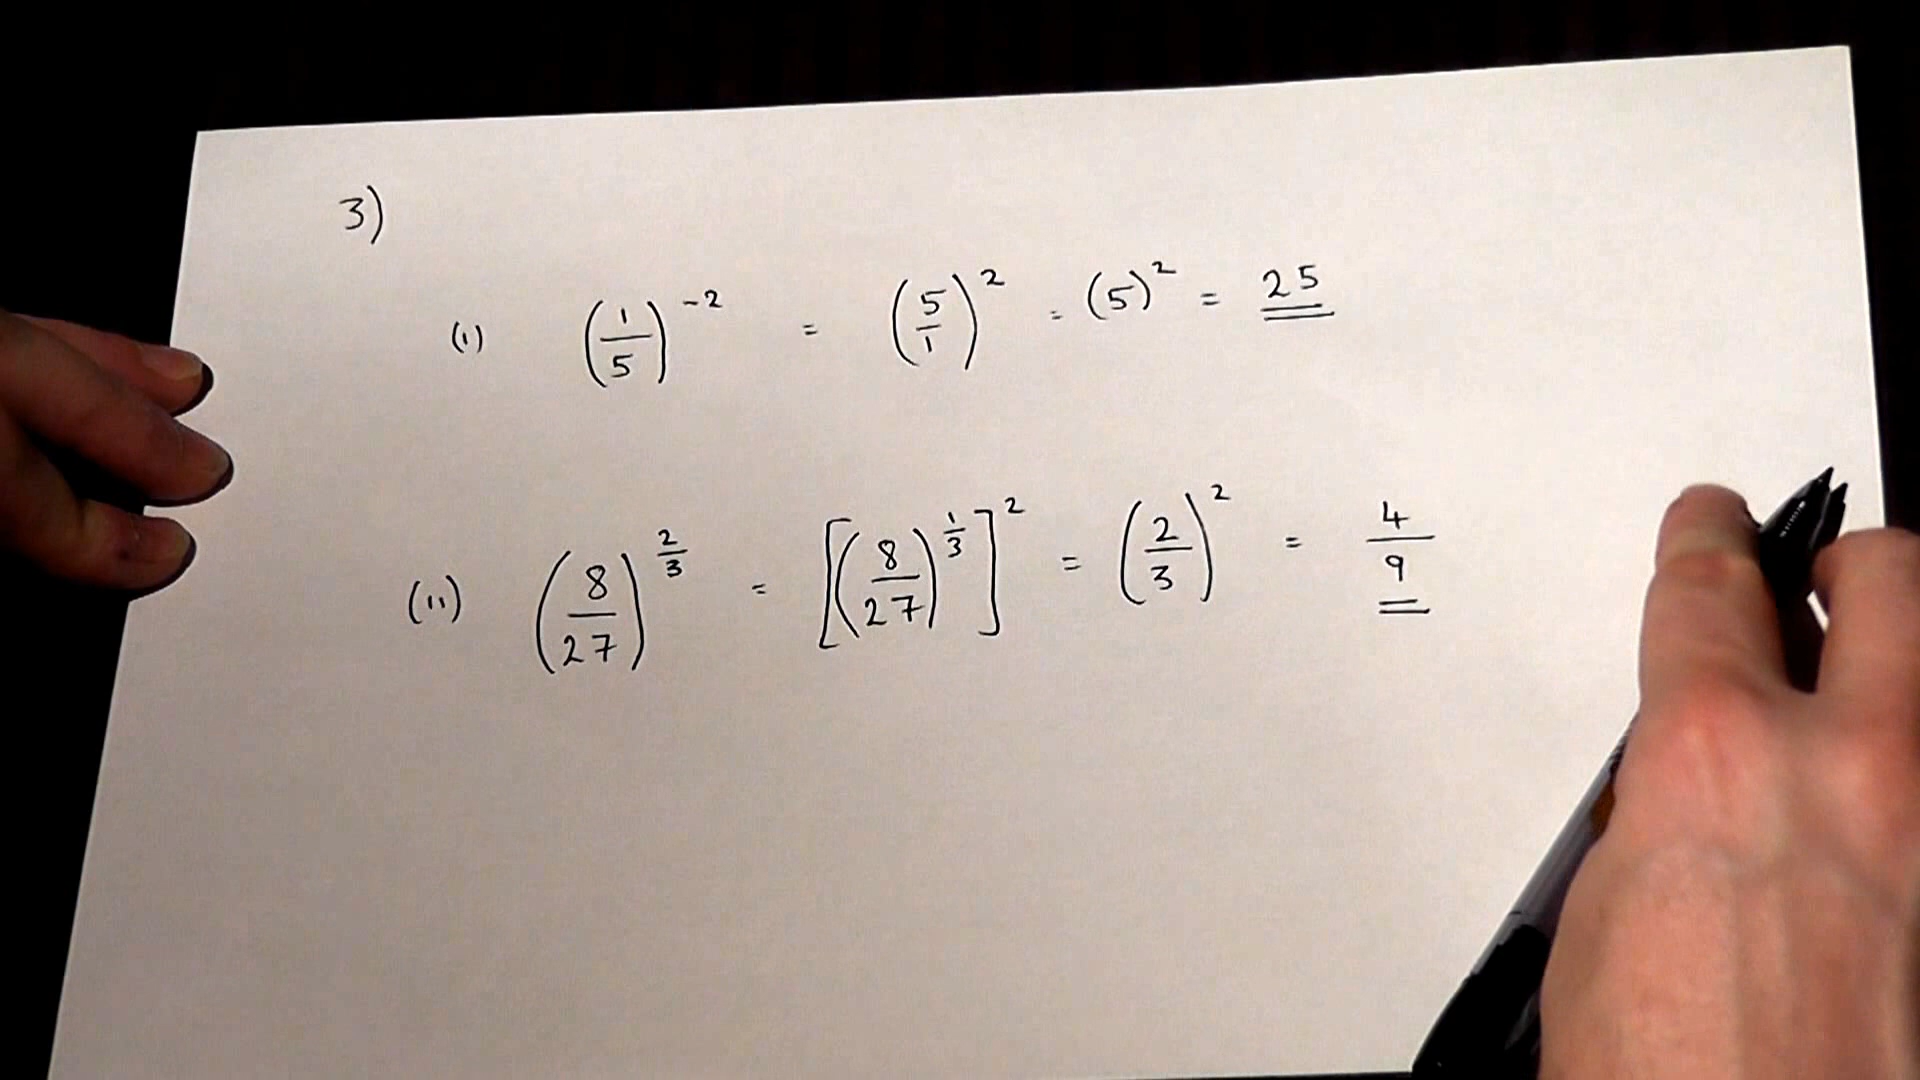 3)
(i) (1/5)^-2 = (5/1)^2 = (5)^2 = 25
(ii) (8/27)^2/3 = [(8/27)^1/3]^2 = (2/3)^2 = 4/9